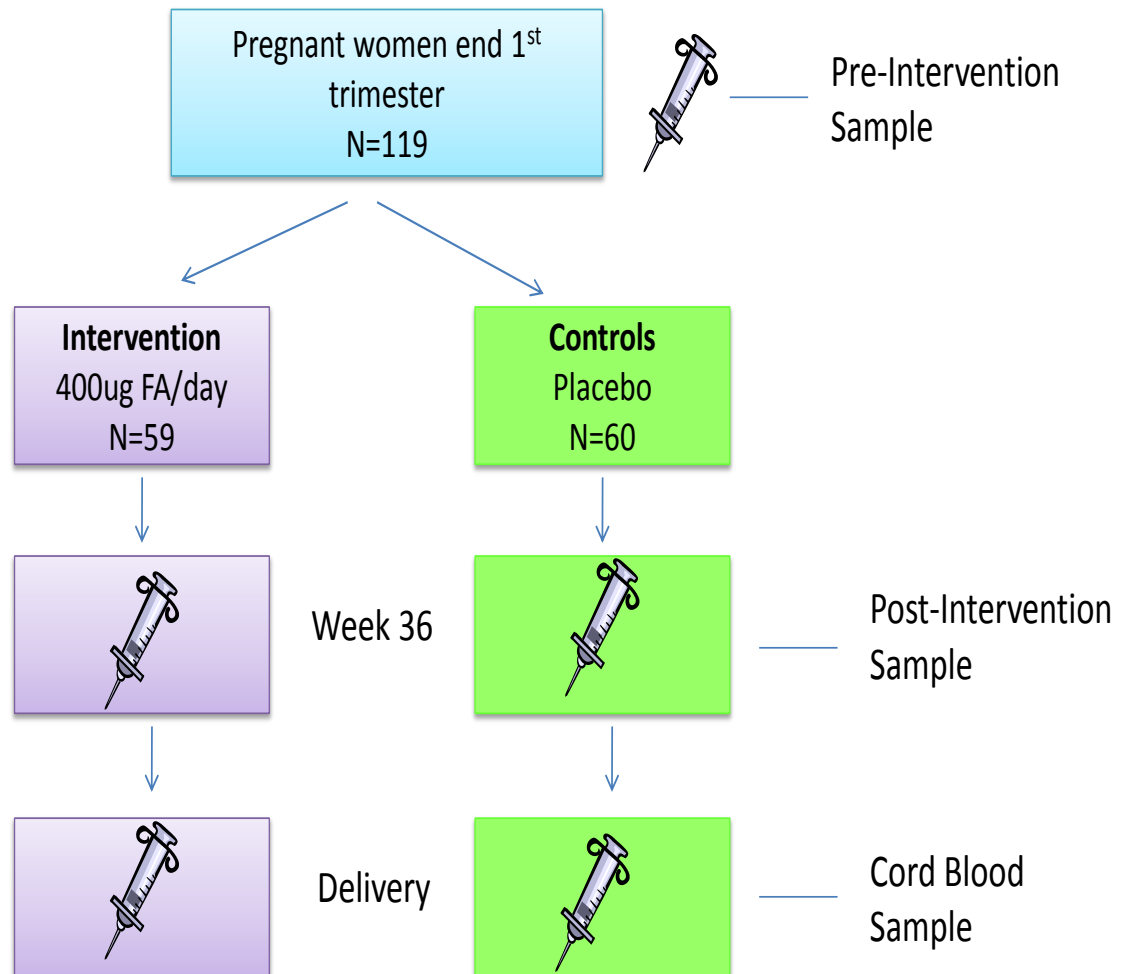 Pregnant women end 1st
trimester
N=119
Pre-Intervention
Sample
Intervention
400ug FA/day
N=59
Controls
Placebo
N=60
Week 36
Post-Intervention
Sample
Delivery
Cord Blood
Sample